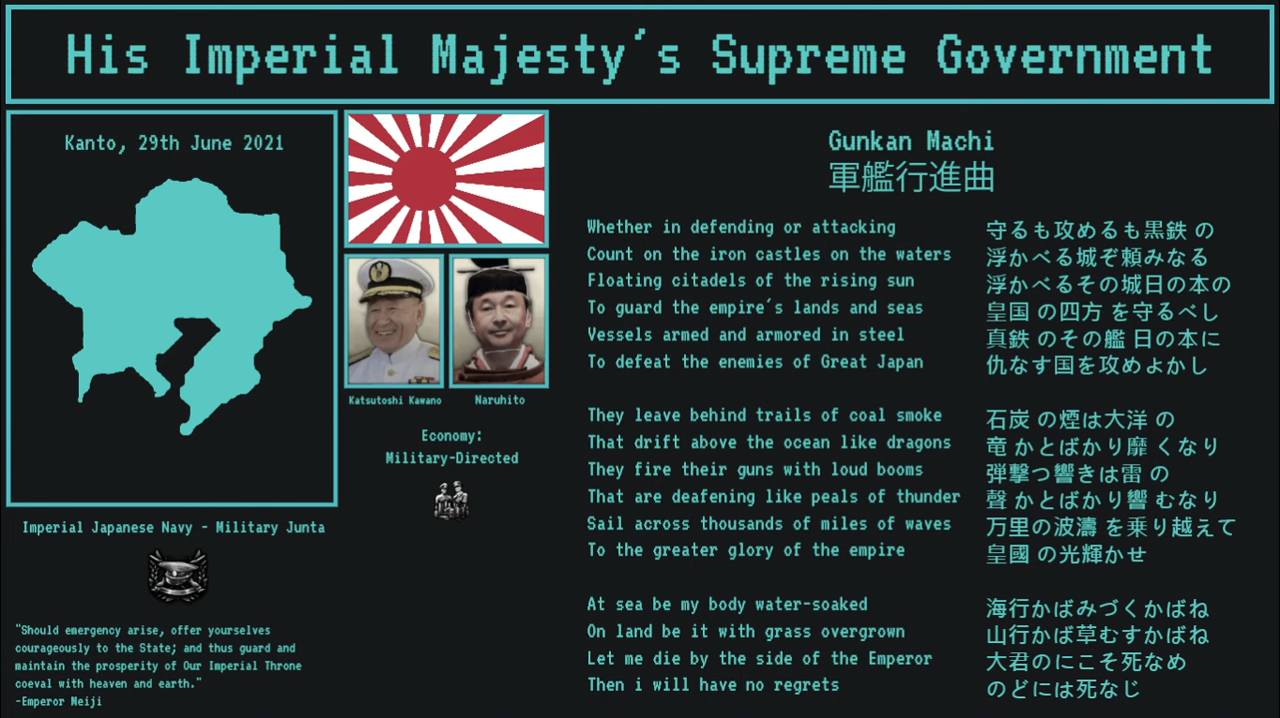 His Imperial Majesty's Supreme Government
Kanto, 29th June 2021
Imperial Japanese Navy - Military Junta
"Should emergency arise, offer yourselves
courageously to the State; and thus guard and
maintain the prosperity of Our Imperial Throne
coeval with heaven and earth."
-Emperor Meiji
Katsutoshi Kawano
Naruhito
Economy:
Military-Directed
Gunkan Machi
軍艦行進曲
Whether in defending or attacking
Count on the iron castles on the waters
Floating citadels of the rising sun
To guard the empire's lands and seas
Vessels armed and armored in steel
To defeat the enemies of Great Japan
They leave behind trails of coal smoke
That drift above the ocean like dragons
They fire their guns with loud booms
That are deafening like peals of thunder
Sail across thousands of miles of waves
To the greater glory of the empire
At sea be my body water-soaked
On land be it with grass overgrown
Let me die by the side of the Emperor
Then i will have no regrets
守るも攻めるも黒鉄 の
浮かべる城ぞ頼みなる
浮かべるその城日の本の
皇国 の四方 を守るべし
真鉄 のその艦 日の本に
仇なす国を攻めよかし
石炭 の煙は大洋 の
竜 かとばかり靡 くなり
弾撃つ響きは雷 の
聲 かとばかり響 むなり
万里の波濤 を乗り越えて
皇國 の光輝かせ
海行かばみづくかばね
山行かば草むすかばね
大君のにこそ死なめ
のどには死なじ